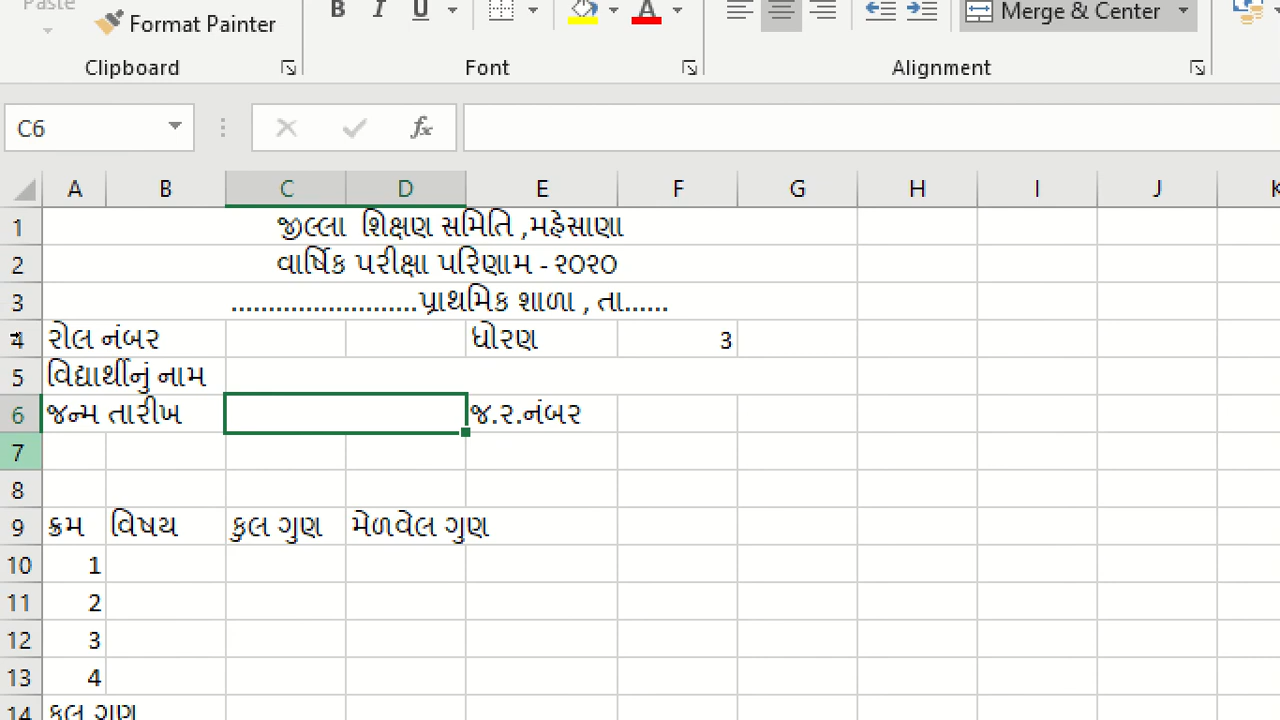 Paste
Format Painter
B I U A
Merge & Center
Clipboard Font Alignment
C6 fx
A B C D E F G H I J K
1 જીલ્લા શિક્ષણ સમિતિ ,મહેસાણા
2 વાર્ષિક પરીક્ષા પરિણામ - ૨૦૨૦
3 ........................પ્રાથમિક શાળા , તા......
4 રોલ નંબર ધોરણ 3
5 વિદ્યાર્થીનું નામ
6 જન્મ તારીખ જ.ર.નંબર
7
8
9 ક્રમ વિષય કુલ ગુણ મેળવેલ ગુણ
10 1
11 2
12 3
13 4
14 કુલ ગુણ